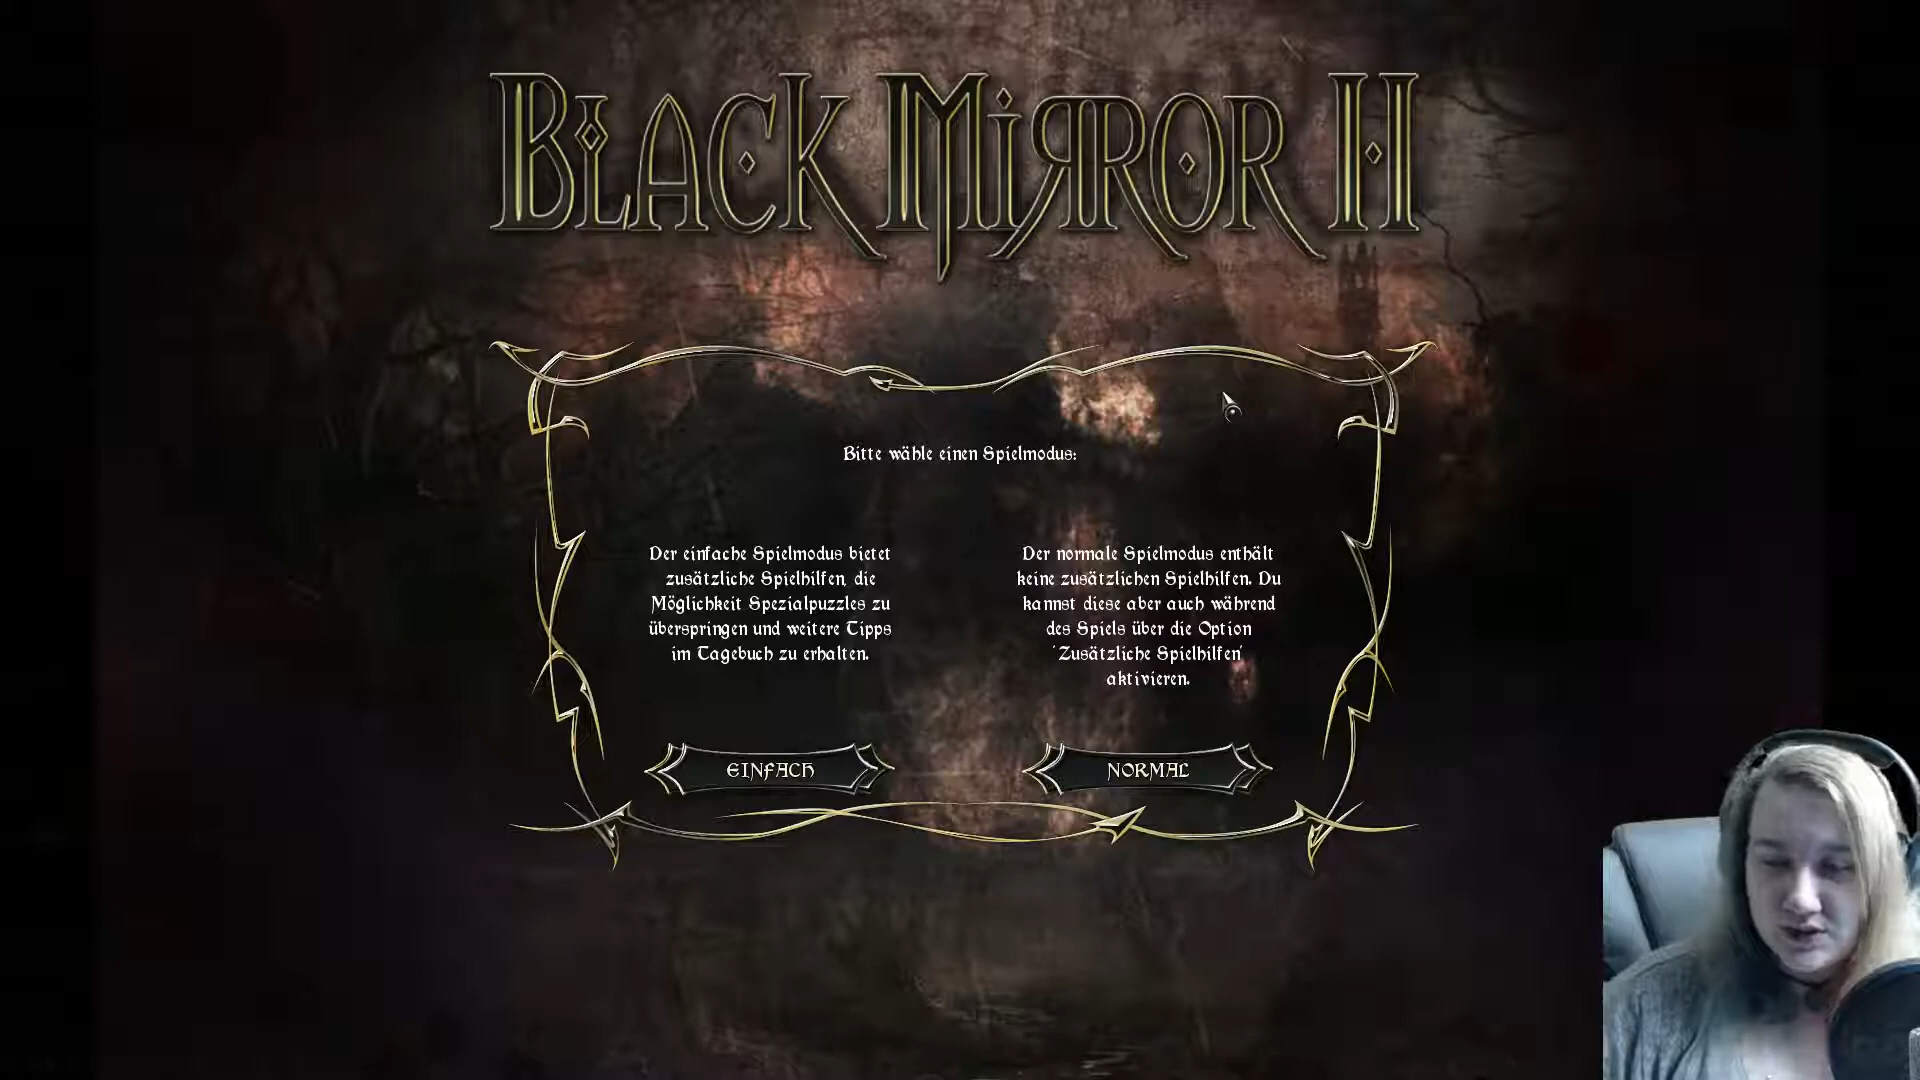 BLACK MIRROR II
Bitte wähle einen Spielmodus:
Der einfache Spielmodus bietet
zusätzliche Spielhilfen, die
Möglichkeit Spezialpuzzles zu
überspringen und weitere Tipps
im Tagebuch zu erhalten.
Der normale Spielmodus enthält
keine zusätzlichen Spielhilfen. Du
kannst diese aber auch während
des Spiels über die Option
'Zusätzliche Spielhilfen'
aktivieren.
EINFACH
NORMAL